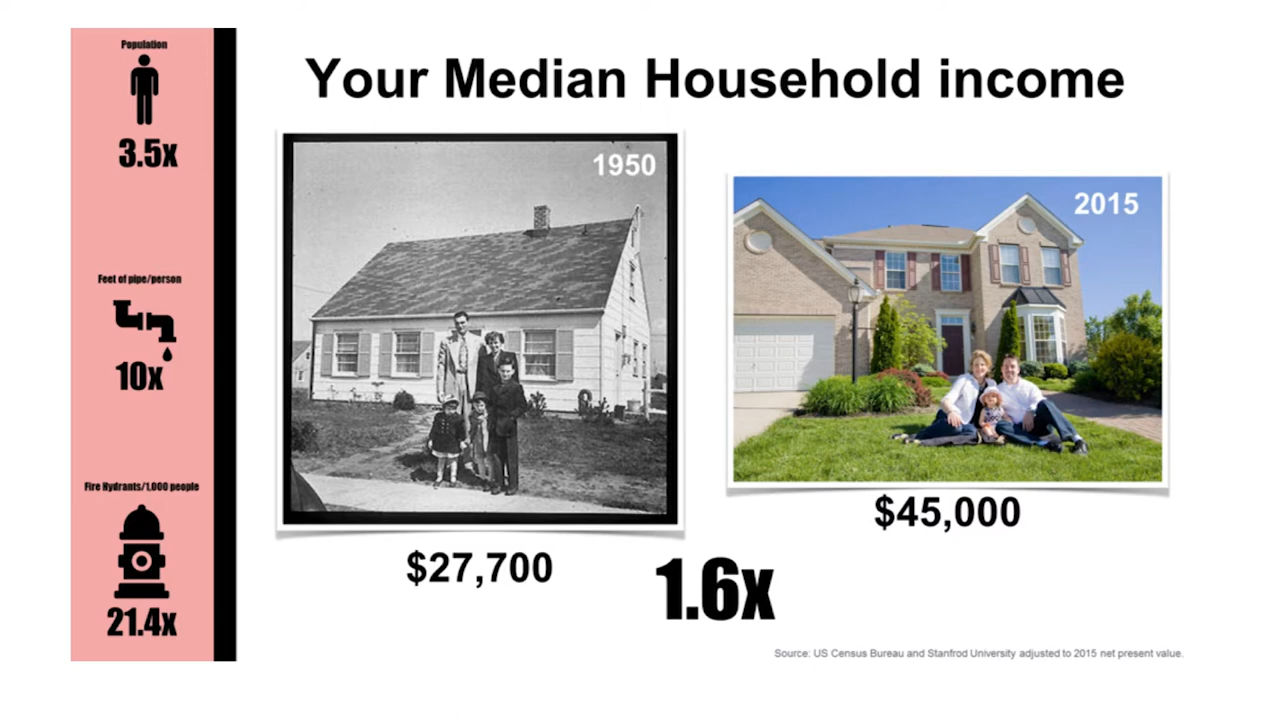 Population
3.5x
Feet of pipe/person
10x
Fire Hydrants/1,000 people
21.4x
Your Median Household income
1950
2015
$27,700
$45,000
1.6x
Source: US Census Bureau and Stanfrod University adjusted to 2015 net present value.